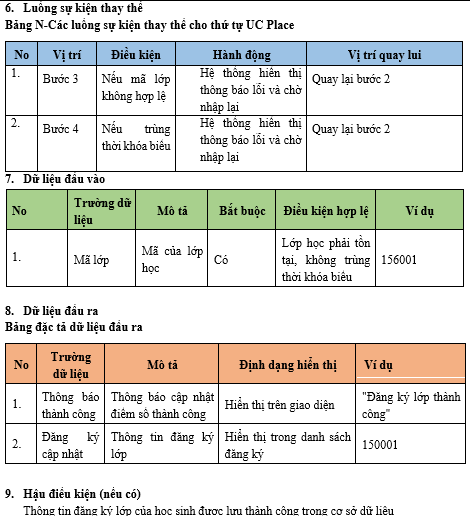 6. Luồng sự kiện thay thế
Bảng N-Các luồng sự kiện thay thế cho thứ tự UC Place
No Vị trí Điều kiện Hành động Vị trí quay lui
1. Bước 3 Nếu mã lớp không hợp lệ Hệ thống hiên thị thông báo lỗi và chờ nhập lại Quay lại bước 2
2. Bước 4 Nếu trùng thời khóa biểu Hệ thống hiên thị thông báo lỗi và chờ nhập lại Quay lại bước 2
7. Dữ liệu đầu vào
No Trường dữ liệu Mô tả Bắt buộc Điều kiện hợp lệ Ví dụ
1. Mã lớp Mã của lớp học Có Lớp học phải tồn tại, không trùng thời khóa biểu 156001
8. Dữ liệu đầu ra
Bảng đặc tả dữ liệu đầu ra
No Trường dữ liệu Mô tả Định dạng hiển thị Ví dụ
1. Thông báo thành công Thông báo cập nhật điểm số thành công Hiển thị trên giao diện "Đăng ký lớp thành công"
2. Đăng ký cập nhật Thông tin đăng ký lớp Hiển thị trong danh sách đăng ký 150001
9. Hậu điều kiện (nếu có)
Thông tin đăng ký lớp của học sinh được lưu thành công trong cơ sở dữ liệu